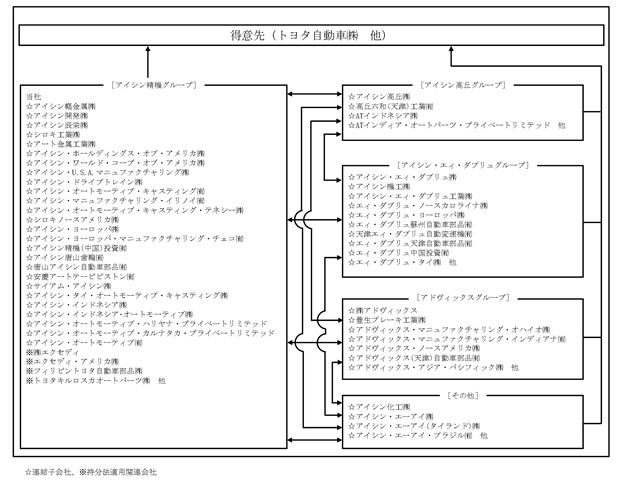 得意先（トヨタ自動車㈱　他）
［アイシン精機グループ］
当社
☆アイシン軽金属㈱
☆アイシン開発㈱
☆アイシン辰栄㈱
☆シロキ工業㈱
☆アート金属工業㈱
☆アイシン・ホールディングス・オブ・アメリカ㈱
☆アイシン・ワールド・コープ・オブ・アメリカ㈱
☆アイシン・U.S.A.マニュファクチャリング㈱
☆アイシン・ドライブトレイン㈱
☆アイシン・オートモーティブ・キャスティング㈲
☆アイシン・マニュファクチャリング・イリノイ㈲
☆アイシン・オートモーティブ・キャスティング・テネシー㈱
☆シロキノースアメリカ㈱
☆アイシン・ヨーロッパ㈱
☆アイシン・ヨーロッパ・マニュファクチャリング・チェコ㈲
☆アイシン精機(中国)投資㈲
☆アイシン唐山歯輪㈲
☆唐山アイシン自動車部品㈲
☆安慶アートテーピピストン㈲
☆サイアム・アイシン㈱
☆アイシン・タイ・オートモーティブ・キャスティング㈱
☆アイシン・インドネシア㈱
☆アイシン・インドネシア・オートモーティブ㈱
☆アイシン・オートモーティブ・ハリヤナ・プライベートリミテッド
☆アイシン・オートモーティブ・カルナタカ・プライベートリミテッド
☆アイシン・オートモーティブ㈲
※㈱エクセディ
※エクセディ・アメリカ㈱
※フィリピントヨタ自動車部品㈱
※トヨタキルロスカオートパーツ㈱　他
［アイシン高丘グループ］
☆アイシン高丘㈱
☆高丘六和(天津)工業㈲
☆ATインドネシア㈱
☆ATインディア・オートパーツ・プライベートリミテッド　他
［アイシン・エィ・ダブリュグループ］
☆アイシン・エィ・ダブリュ㈱
☆アイシン機工㈱
☆アイシン・エィ・ダブリュ工業㈱
☆エィ・ダブリュ・ノースカロライナ㈱
☆エィ・ダブリュ・ヨーロッパ㈱
☆エィ・ダブリュ蘇州自動車部品㈲
☆天津エィ・ダブリュ自動変速機㈲
☆エィ・ダブリュ天津自動車部品㈲
☆エィ・ダブリュ中国投資㈲
☆エィ・ダブリュ・タイ㈱　他
［アドヴィックスグループ］
☆㈱アドヴィックス
☆豊生ブレーキ工業㈱
☆アドヴィックス・マニュファクチャリング・オハイオ㈱
☆アドヴィックス・マニュファクチャリング・インディアナ㈲
☆アドヴィックス・ノースアメリカ㈱
☆アドヴィックス(天津)自動車部品㈲
☆アドヴィックス・アジア・パシフィック㈱　他
［その他］
☆アイシン化工㈱
☆アイシン・エーアイ㈱
☆アイシン・エーアイ(タイランド)㈱
☆アイシン・エーアイ・ブラジル㈲　他
☆連結子会社、※持分法適用関連会社